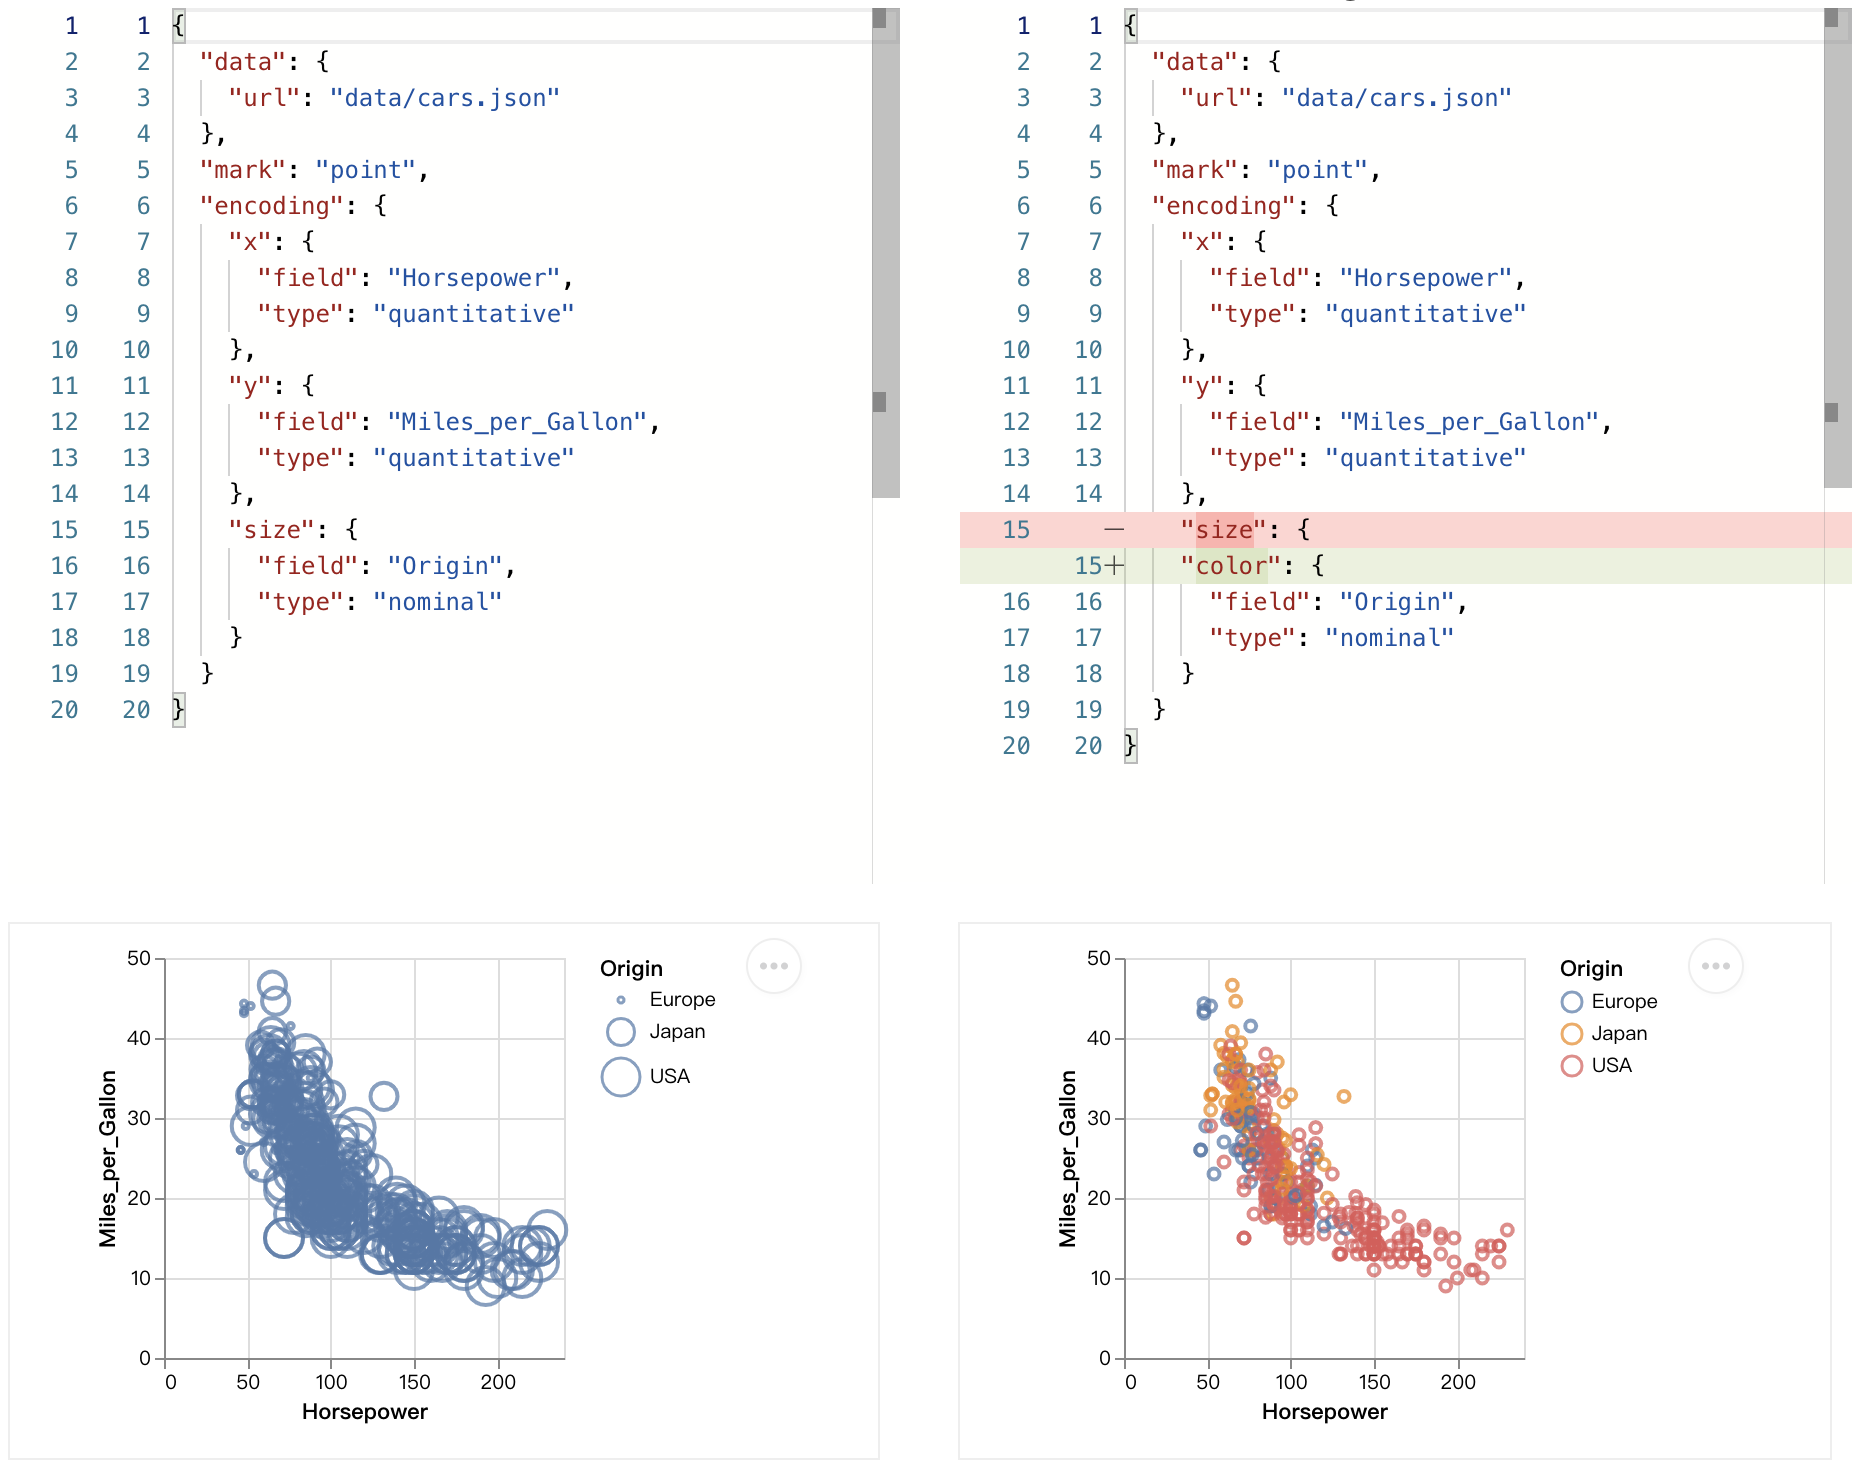 1 1 {
2 2 "data": {
3 3 "url": "data/cars.json"
4 4 },
5 5 "mark": "point",
6 6 "encoding": {
7 7 "x": {
8 8 "field": "Horsepower",
9 9 "type": "quantitative"
10 10 },
11 11 "y": {
12 12 "field": "Miles_per_Gallon",
13 13 "type": "quantitative"
14 14 },
15 15 "size": {
16 16 "field": "Origin",
17 17 "type": "nominal"
18 18 }
19 19 }
20 20 }
1 1 {
2 2 "data": {
3 3 "url": "data/cars.json"
4 4 },
5 5 "mark": "point",
6 6 "encoding": {
7 7 "x": {
8 8 "field": "Horsepower",
9 9 "type": "quantitative"
10 10 },
11 11 "y": {
12 12 "field": "Miles_per_Gallon",
13 13 "type": "quantitative"
14 14 },
15 − "size": {
15+ "color": {
16 16 "field": "Origin",
17 17 "type": "nominal"
18 18 }
19 19 }
20 20 }
Miles_per_Gallon
50
40
30
20
10
0
0 50 100 150 200
Horsepower
Origin
Europe
Japan
USA
Miles_per_Gallon
50
40
30
20
10
0
0 50 100 150 200
Horsepower
Origin
Europe
Japan
USA